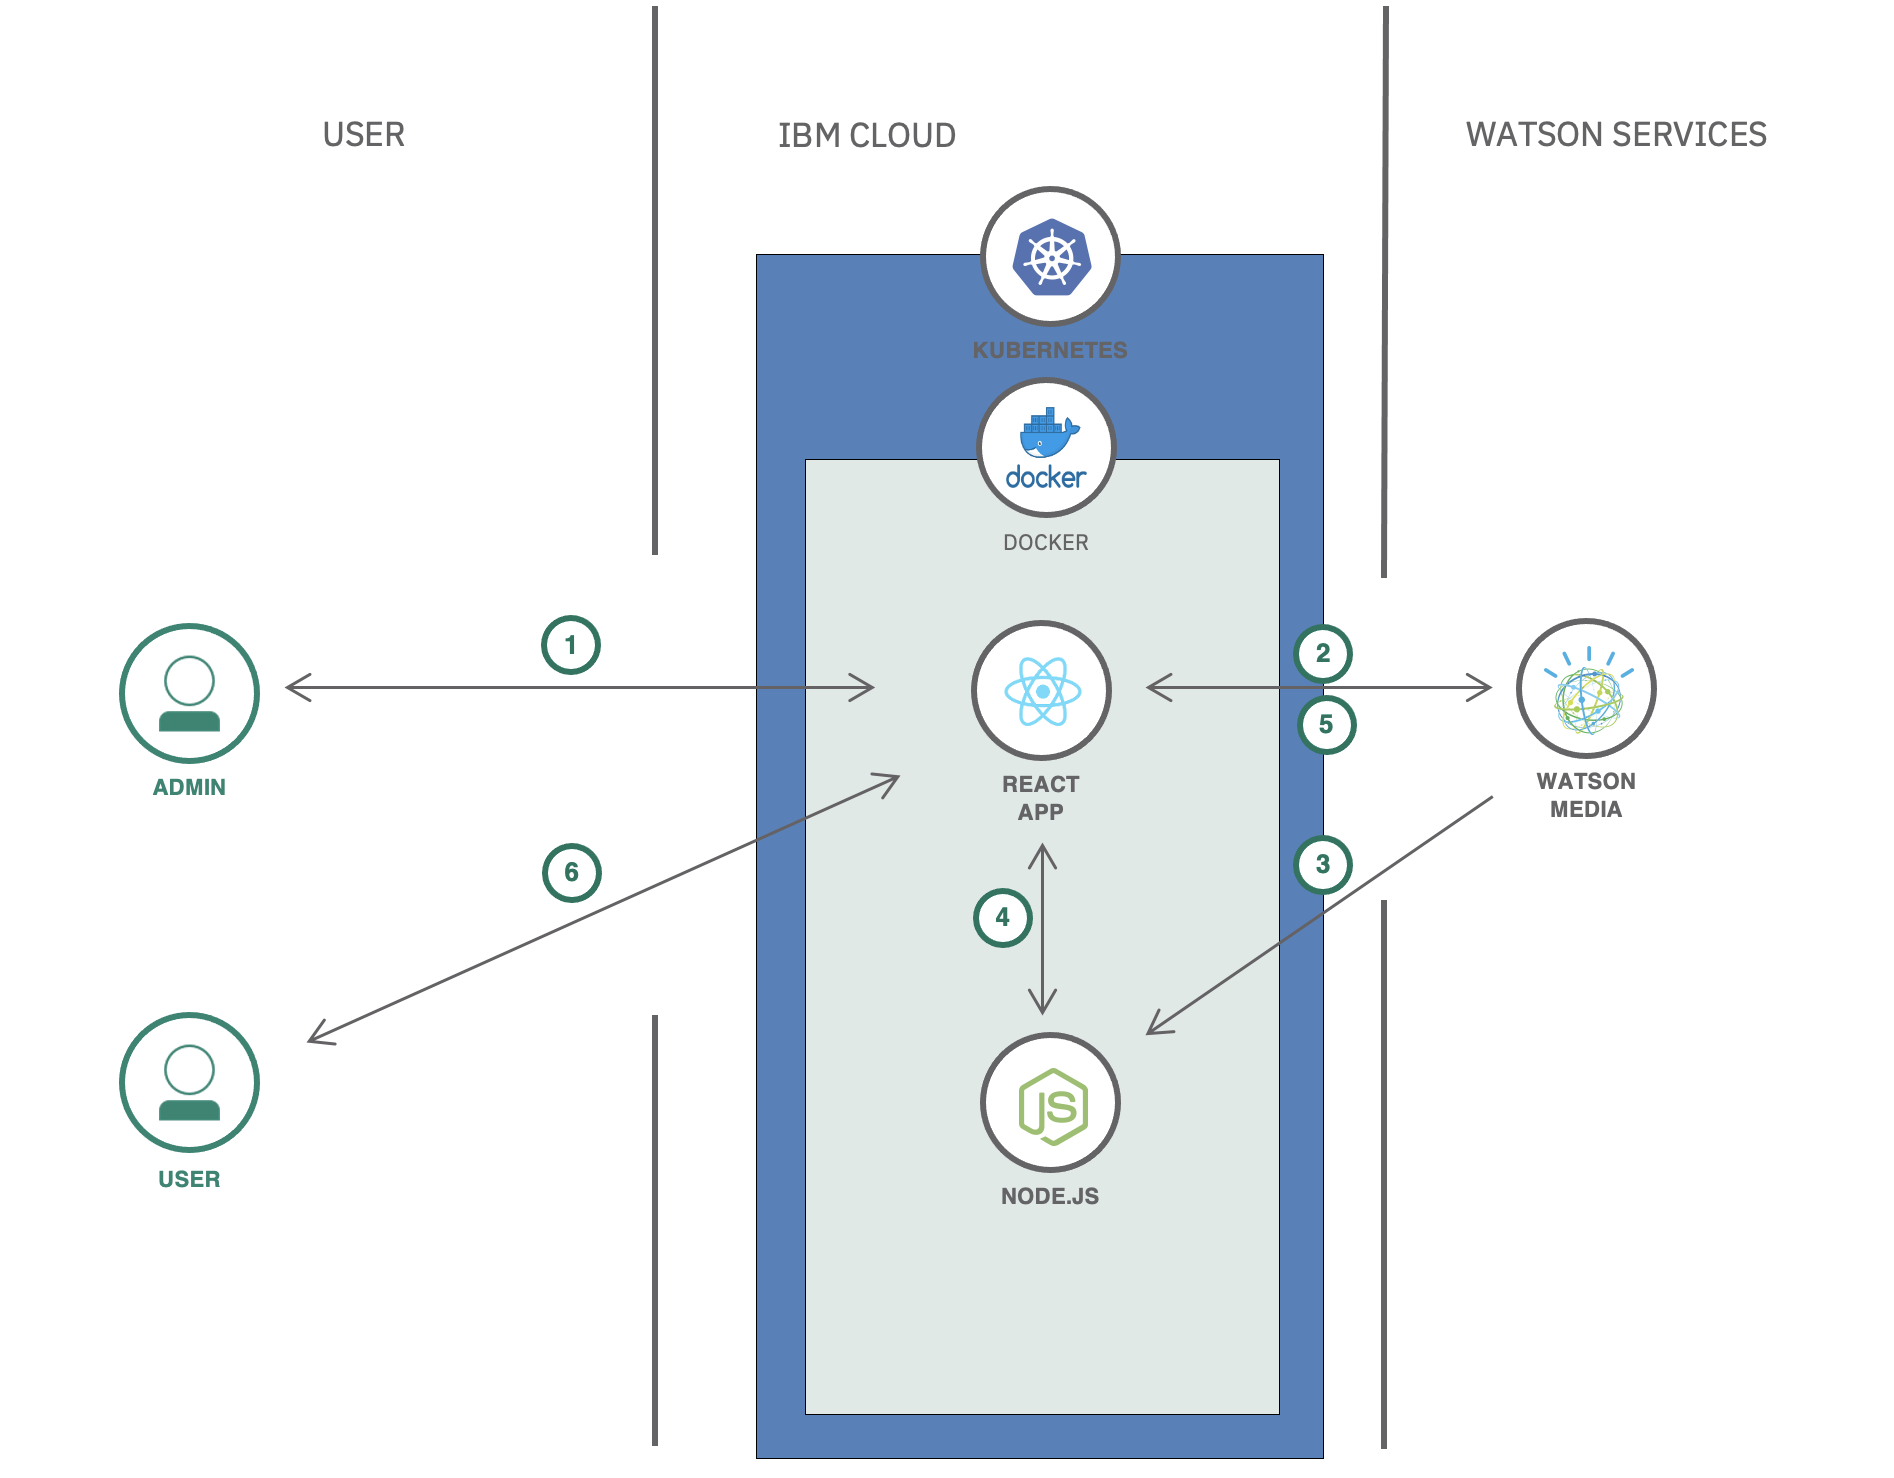 USER
IBM CLOUD
WATSON SERVICES
KUBERNETES
docker
DOCKER
1
2
5
ADMIN
REACT
APP
WATSON
MEDIA
6
4
3
JS
USER
NODE.JS